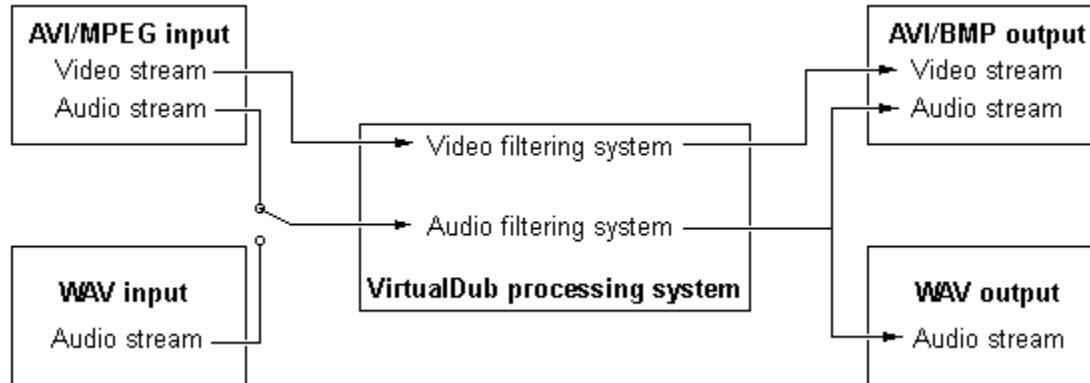 AVI/MPEG input
Video stream
Audio stream
WAV input
Audio stream
Video filtering system
Audio filtering system
VirtualDub processing system
AVI/BMP output
Video stream
Audio stream
WAV output
Audio stream